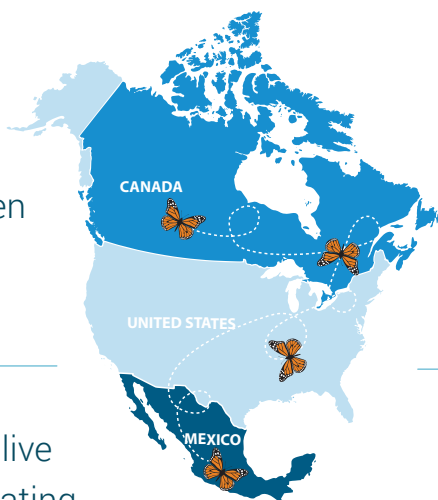 CANADA
en
UNITED STATES
live
MEXICO
ating